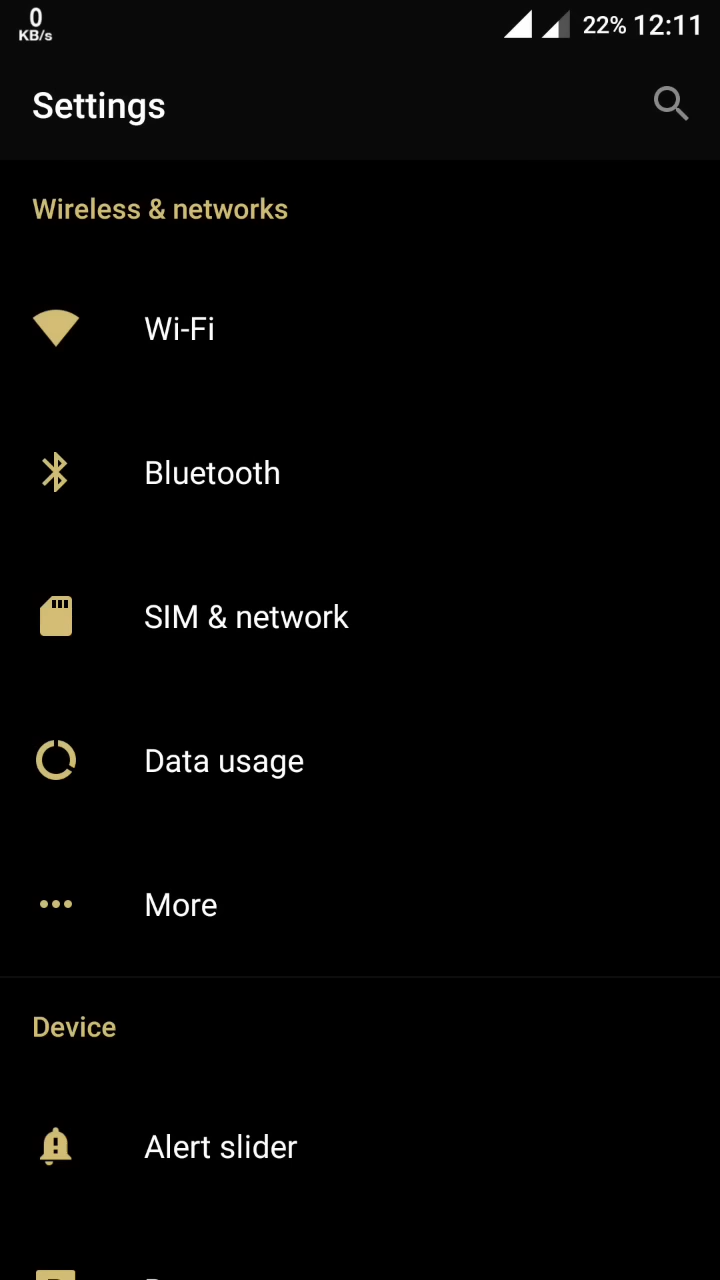 0
KB/s
22% 12:11
Settings
Wireless & networks
Wi-Fi
Bluetooth
SIM & network
Data usage
More
Device
Alert slider